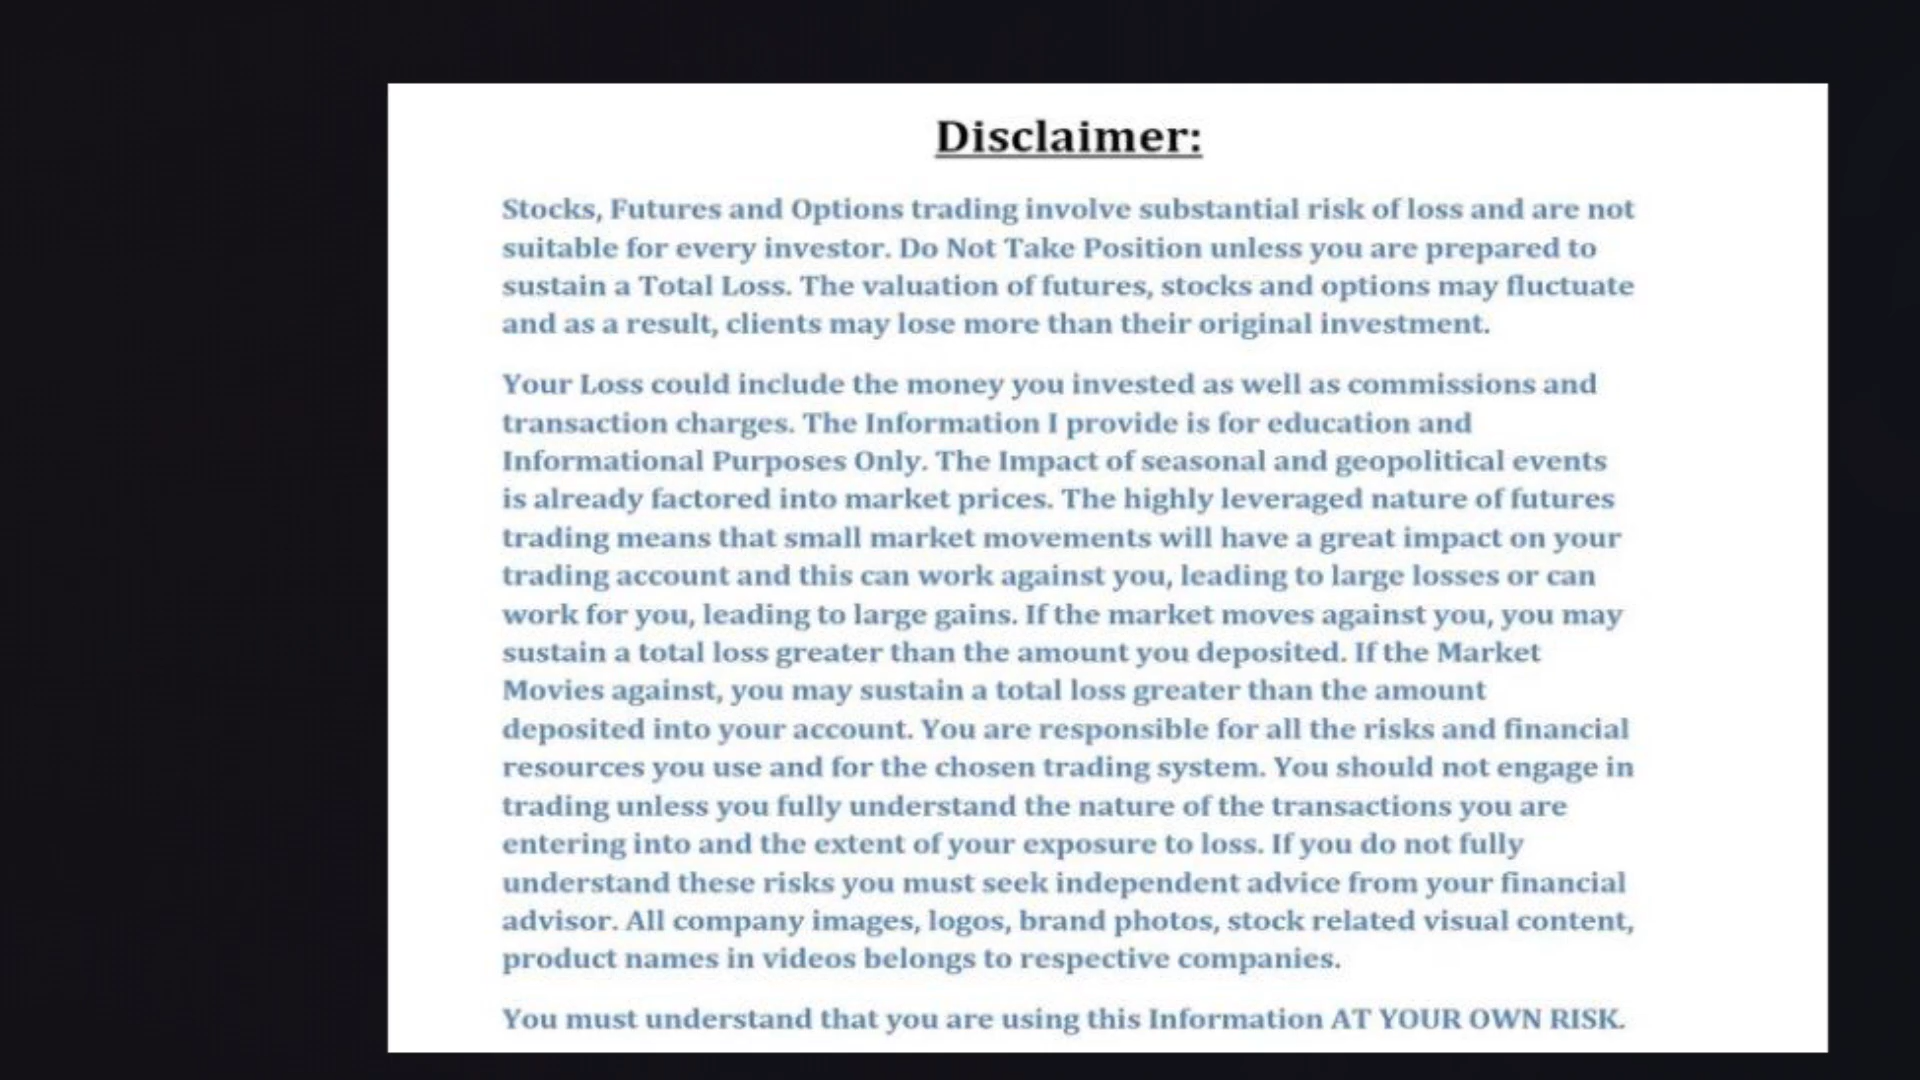 Disclaimer:
Stocks, Futures and Options trading involve substantial risk of loss and are not
suitable for every investor. Do Not Take Position unless you are prepared to
sustain a Total Loss. The valuation of futures, stocks and options may fluctuate
and as a result, clients may lose more than their original investment.
Your Loss could include the money you invested as well as commissions and
transaction charges. The Information I provide is for education and
Informational Purposes Only. The Impact of seasonal and geopolitical events
is already factored into market prices. The highly leveraged nature of futures
trading means that small market movements will have a great impact on your
trading account and this can work against you, leading to large losses or can
work for you, leading to large gains. If the market moves against you, you may
sustain a total loss greater than the amount you deposited. If the Market
Movies against, you may sustain a total loss greater than the amount
deposited into your account. You are responsible for all the risks and financial
resources you use and for the chosen trading system. You should not engage in
trading unless you fully understand the nature of the transactions you are
entering into and the extent of your exposure to loss. If you do not fully
understand these risks you must seek independent advice from your financial
advisor. All company images, logos, brand photos, stock related visual content,
product names in videos belongs to respective companies.
You must understand that you are using this Information AT YOUR OWN RISK.